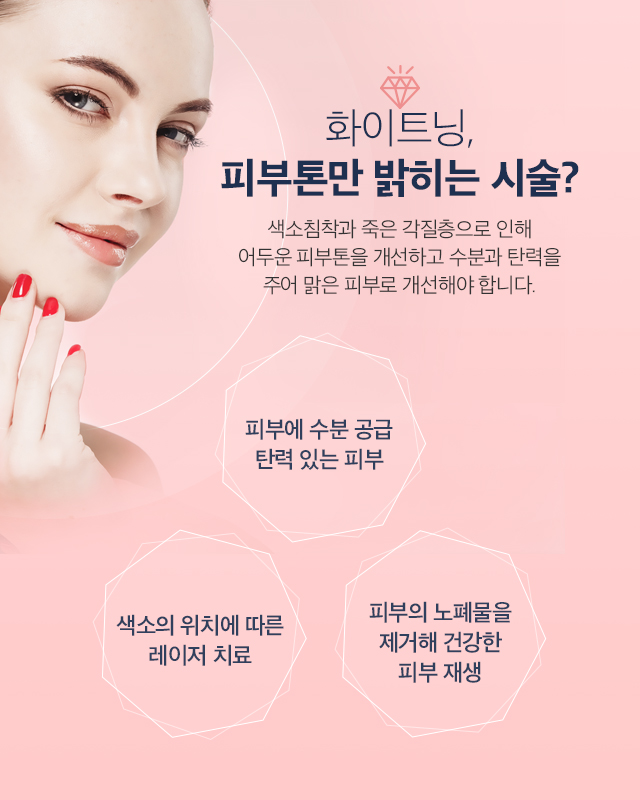 화이트닝,
피부톤만 밝히는 시술?
색소침착과 죽은 각질층으로 인해
어두운 피부톤을 개선하고 수분과 탄력을
주어 맑은 피부로 개선해야 합니다.
피부에 수분 공급
탄력 있는 피부
색소의 위치에 따른
레이저 치료
피부의 노폐물을
제거해 건강한
피부 재생